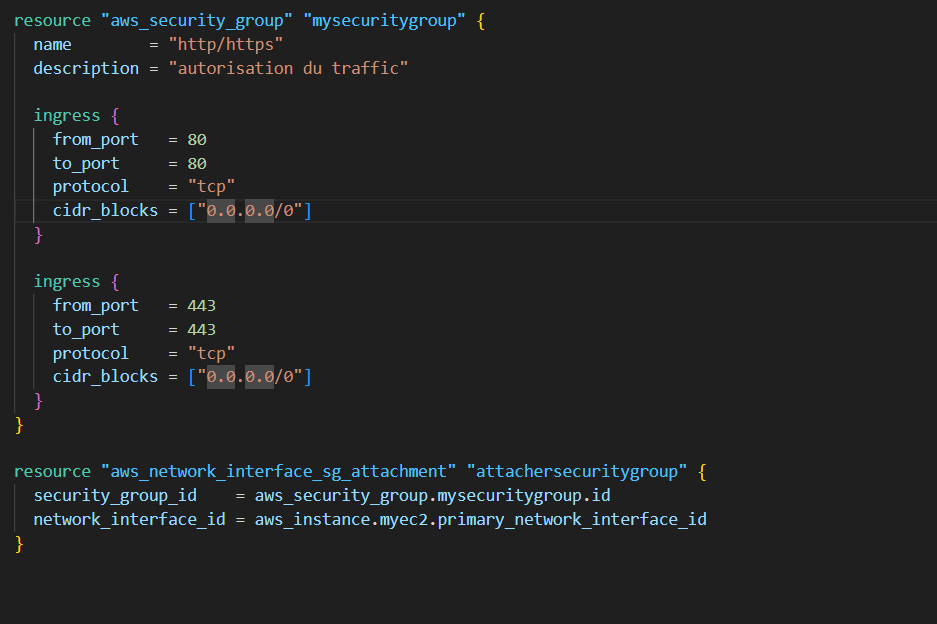 resource "aws_security_group" "mysecuritygroup" {
  name        = "http/https"
  description = "autorisation du traffic"

  ingress {
    from_port   = 80
    to_port     = 80
    protocol    = "tcp"
    cidr_blocks = ["0.0.0.0/0"]
  }

  ingress {
    from_port   = 443
    to_port     = 443
    protocol    = "tcp"
    cidr_blocks = ["0.0.0.0/0"]
  }
}

resource "aws_network_interface_sg_attachment" "attachersecuritygroup" {
  security_group_id    = aws_security_group.mysecuritygroup.id
  network_interface_id = aws_instance.myec2.primary_network_interface_id
}